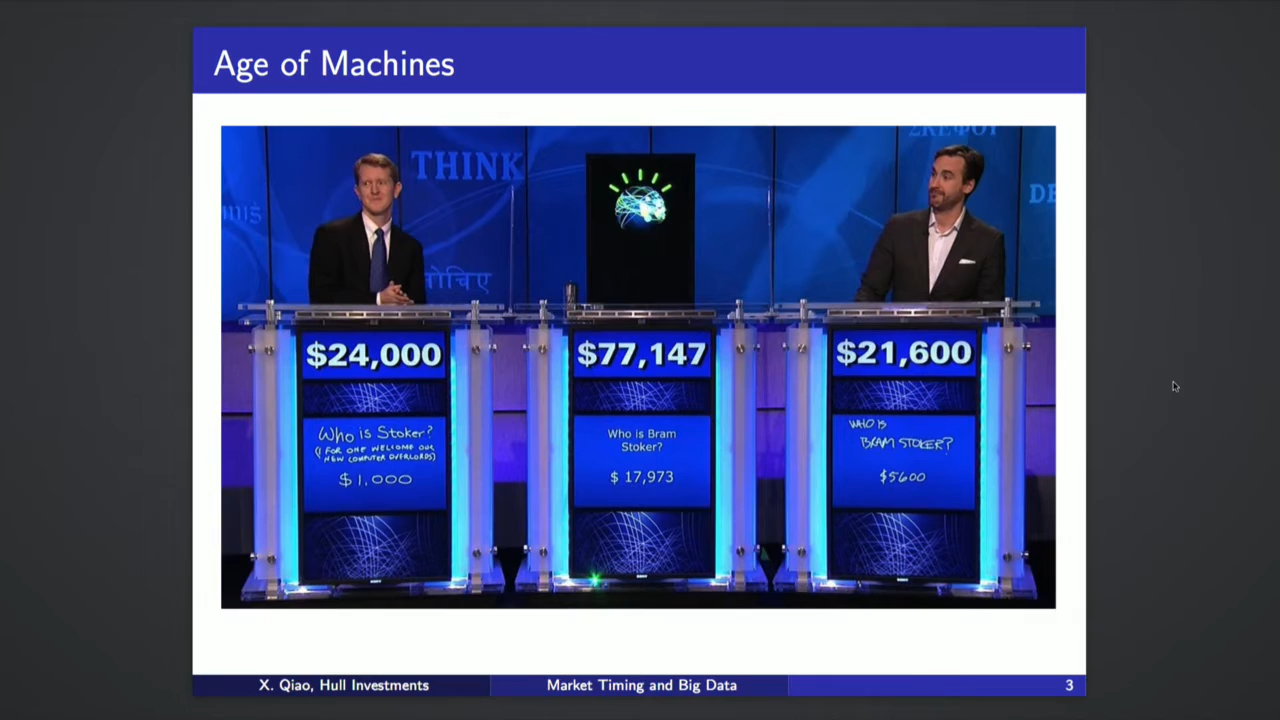 Age of Machines
THINK
$24,000
$77,147
$21,600
Who is Stoker?
(I FOR ONE WELCOME OUR
NEW COMPUTER OVERLORDS)
$1,000
Who is Bram
Stoker?
$ 17,973
WHO IS
BRAM STOKER?
$5600
X. Qiao, Hull Investments
Market Timing and Big Data
3